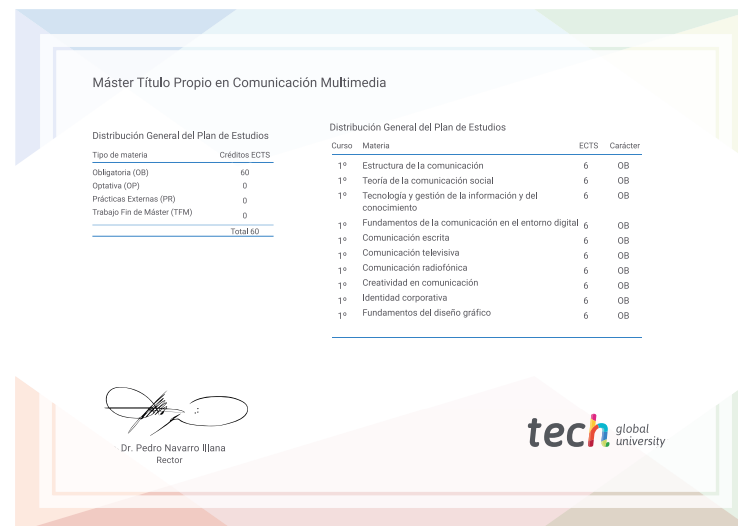 Máster Título Propio en Comunicación Multimedia
Distribución General del Plan de Estudios
Tipo de materia Créditos ECTS
Obligatoria (OB) 60
Optativa (OP) 0
Prácticas Externas (PR) 0
Trabajo Fin de Máster (TFM) 0
Total 60
Distribución General del Plan de Estudios
Curso Materia ECTS Carácter
1º Estructura de la comunicación 6 OB
1º Teoría de la comunicación social 6 OB
1º Tecnología y gestión de la información y del 6 OB
conocimiento
1º Fundamentos de la comunicación en el entorno digital 6 OB
1º Comunicación escrita 6 OB
1º Comunicación televisiva 6 OB
1º Comunicación radiofónica 6 OB
1º Creatividad en comunicación 6 OB
1º Identidad corporativa 6 OB
1º Fundamentos del diseño gráfico 6 OB
Dr. Pedro Navarro Illana
Rector
tech global
university